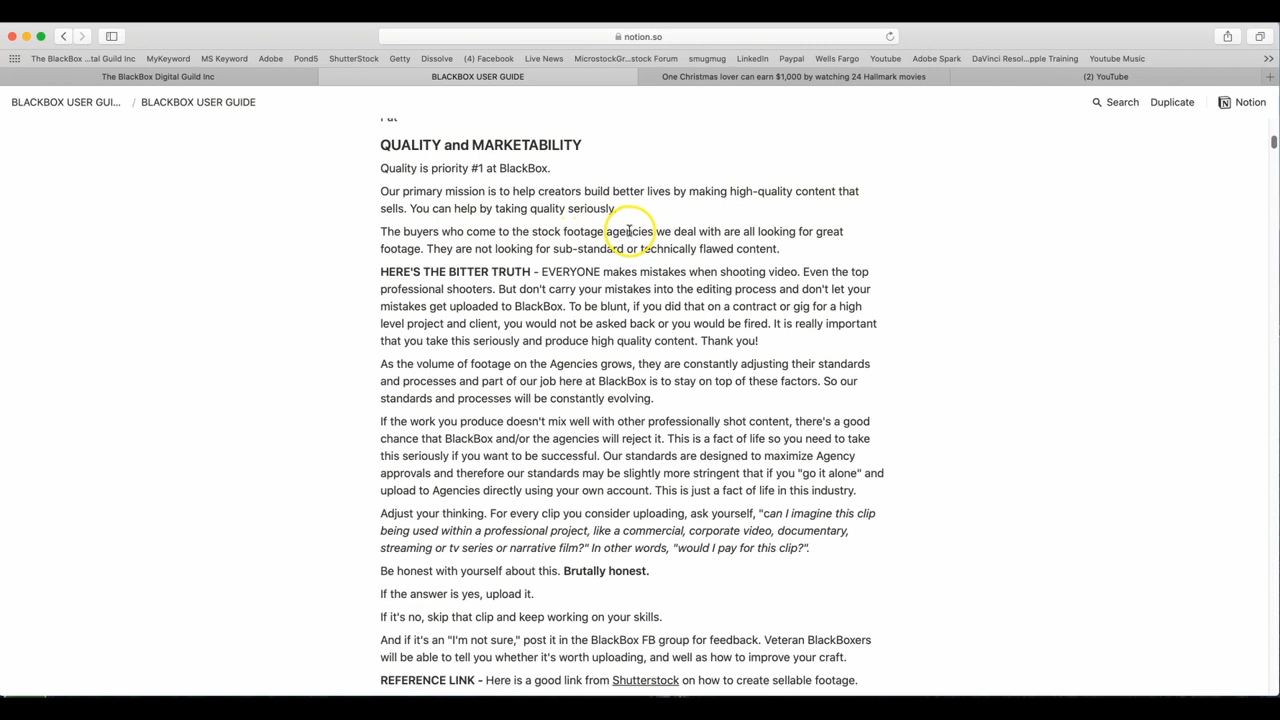 notion.so
The BlackBox ...tal Guild Inc MyKeyword MS Keyword Adobe Pond5 ShutterStock Getty Dissolve (4) Facebook Live News MicrostockGr...stock Forum smugmug LinkedIn Paypal Wells Fargo Youtube Adobe Spark DaVinci Resol...pple Training Youtube Music
The BlackBox Digital Guild Inc BLACKBOX USER GUIDE One Christmas lover can earn $1,000 by watching 24 Hallmark movies (2) YouTube
BLACKBOX USER GUI... / BLACKBOX USER GUIDE Search Duplicate Notion
QUALITY and MARKETABILITY
Quality is priority #1 at BlackBox.
Our primary mission is to help creators build better lives by making high-quality content that
sells. You can help by taking quality seriously.
The buyers who come to the stock footage agencies we deal with are all looking for great
footage. They are not looking for sub-standard or technically flawed content.
HERE'S THE BITTER TRUTH - EVERYONE makes mistakes when shooting video. Even the top
professional shooters. But don't carry your mistakes into the editing process and don't let your
mistakes get uploaded to BlackBox. To be blunt, if you did that on a contract or gig for a high
level project and client, you would not be asked back or you would be fired. It is really important
that you take this seriously and produce high quality content. Thank you!
As the volume of footage on the Agencies grows, they are constantly adjusting their standards
and processes and part of our job here at BlackBox is to stay on top of these factors. So our
standards and processes will be constantly evolving.
If the work you produce doesn't mix well with other professionally shot content, there's a good
chance that BlackBox and/or the agencies will reject it. This is a fact of life so you need to take
this seriously if you want to be successful. Our standards are designed to maximize Agency
approvals and therefore our standards may be slightly more stringent that if you "go it alone" and
upload to Agencies directly using your own account. This is just a fact of life in this industry.
Adjust your thinking. For every clip you consider uploading, ask yourself, "can I imagine this clip
being used within a professional project, like a commercial, corporate video, documentary,
streaming or tv series or narrative film?" In other words, "would I pay for this clip?".
Be honest with yourself about this. Brutally honest.
If the answer is yes, upload it.
If it's no, skip that clip and keep working on your skills.
And if it's an "I'm not sure," post it in the BlackBox FB group for feedback. Veteran BlackBoxers
will be able to tell you whether it's worth uploading, and well as how to improve your craft.
REFERENCE LINK - Here is a good link from Shutterstock on how to create sellable footage.